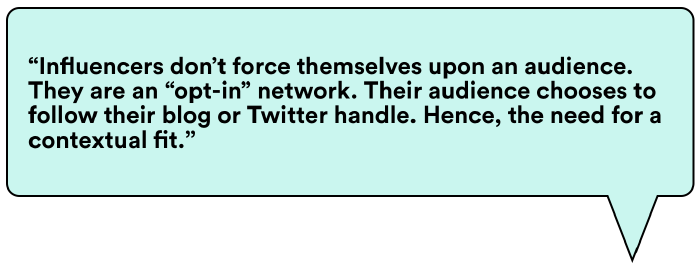 “Influencers don’t force themselves upon an audience.
They are an “opt-in” network. Their audience chooses to
follow their blog or Twitter handle. Hence, the need for a
contextual fit.”